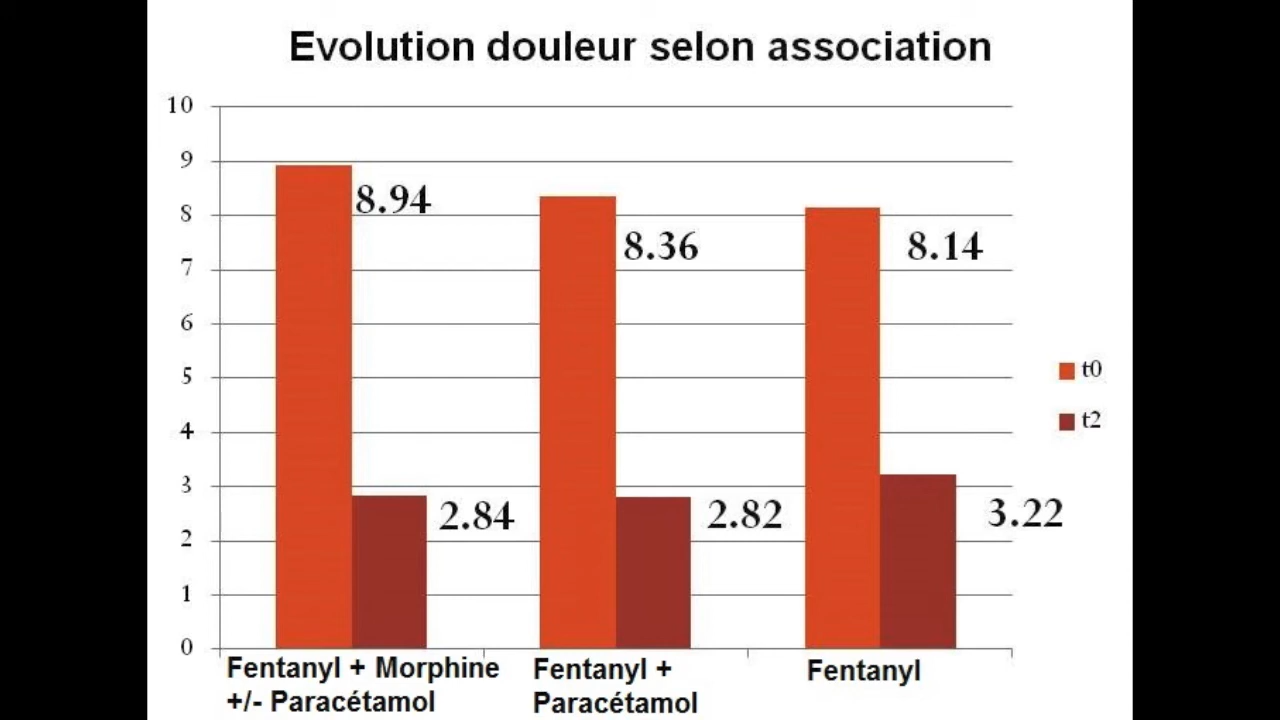 Evolution douleur selon association
10
9
8.94
8
8.36
8.14
7
6
5
t0
4
t2
3
2.84
2.82
3.22
2
1
0
Fentanyl + Morphine
+/- Paracétamol
Fentanyl +
Paracétamol
Fentanyl